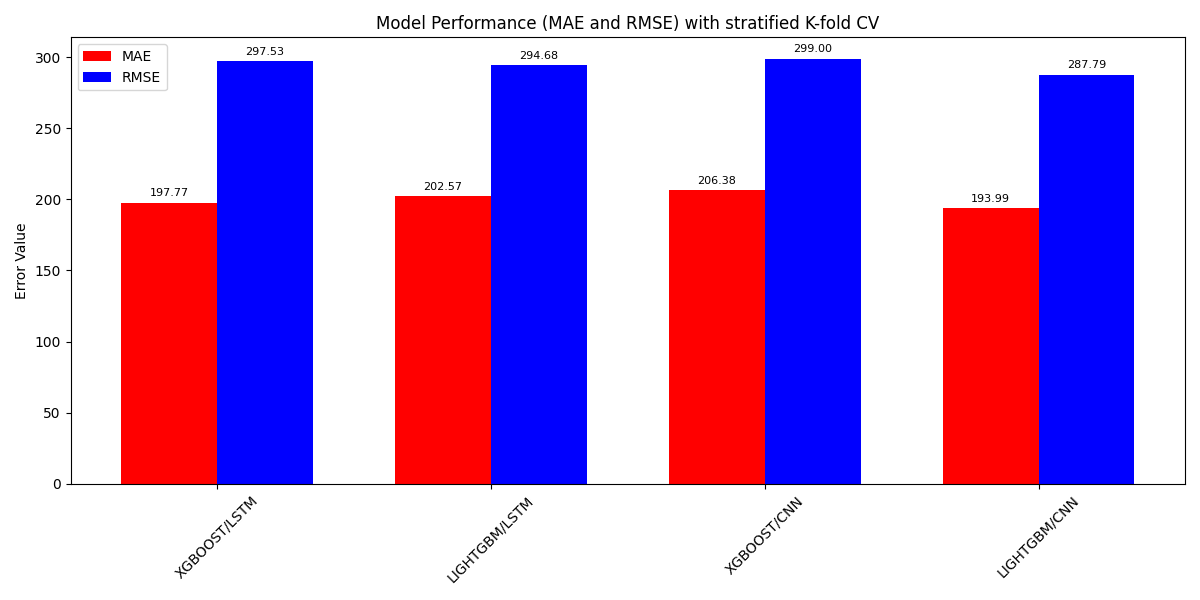 Model Performance (MAE and RMSE) with stratified K-fold CV
MAE
RMSE
Error Value
300
250
200
150
100
50
0
197.77
297.53
202.57
294.68
206.38
299.00
193.99
287.79
XGBOOST/LSTM
LIGHTGBM/LSTM
XGBOOST/CNN
LIGHTGBM/CNN